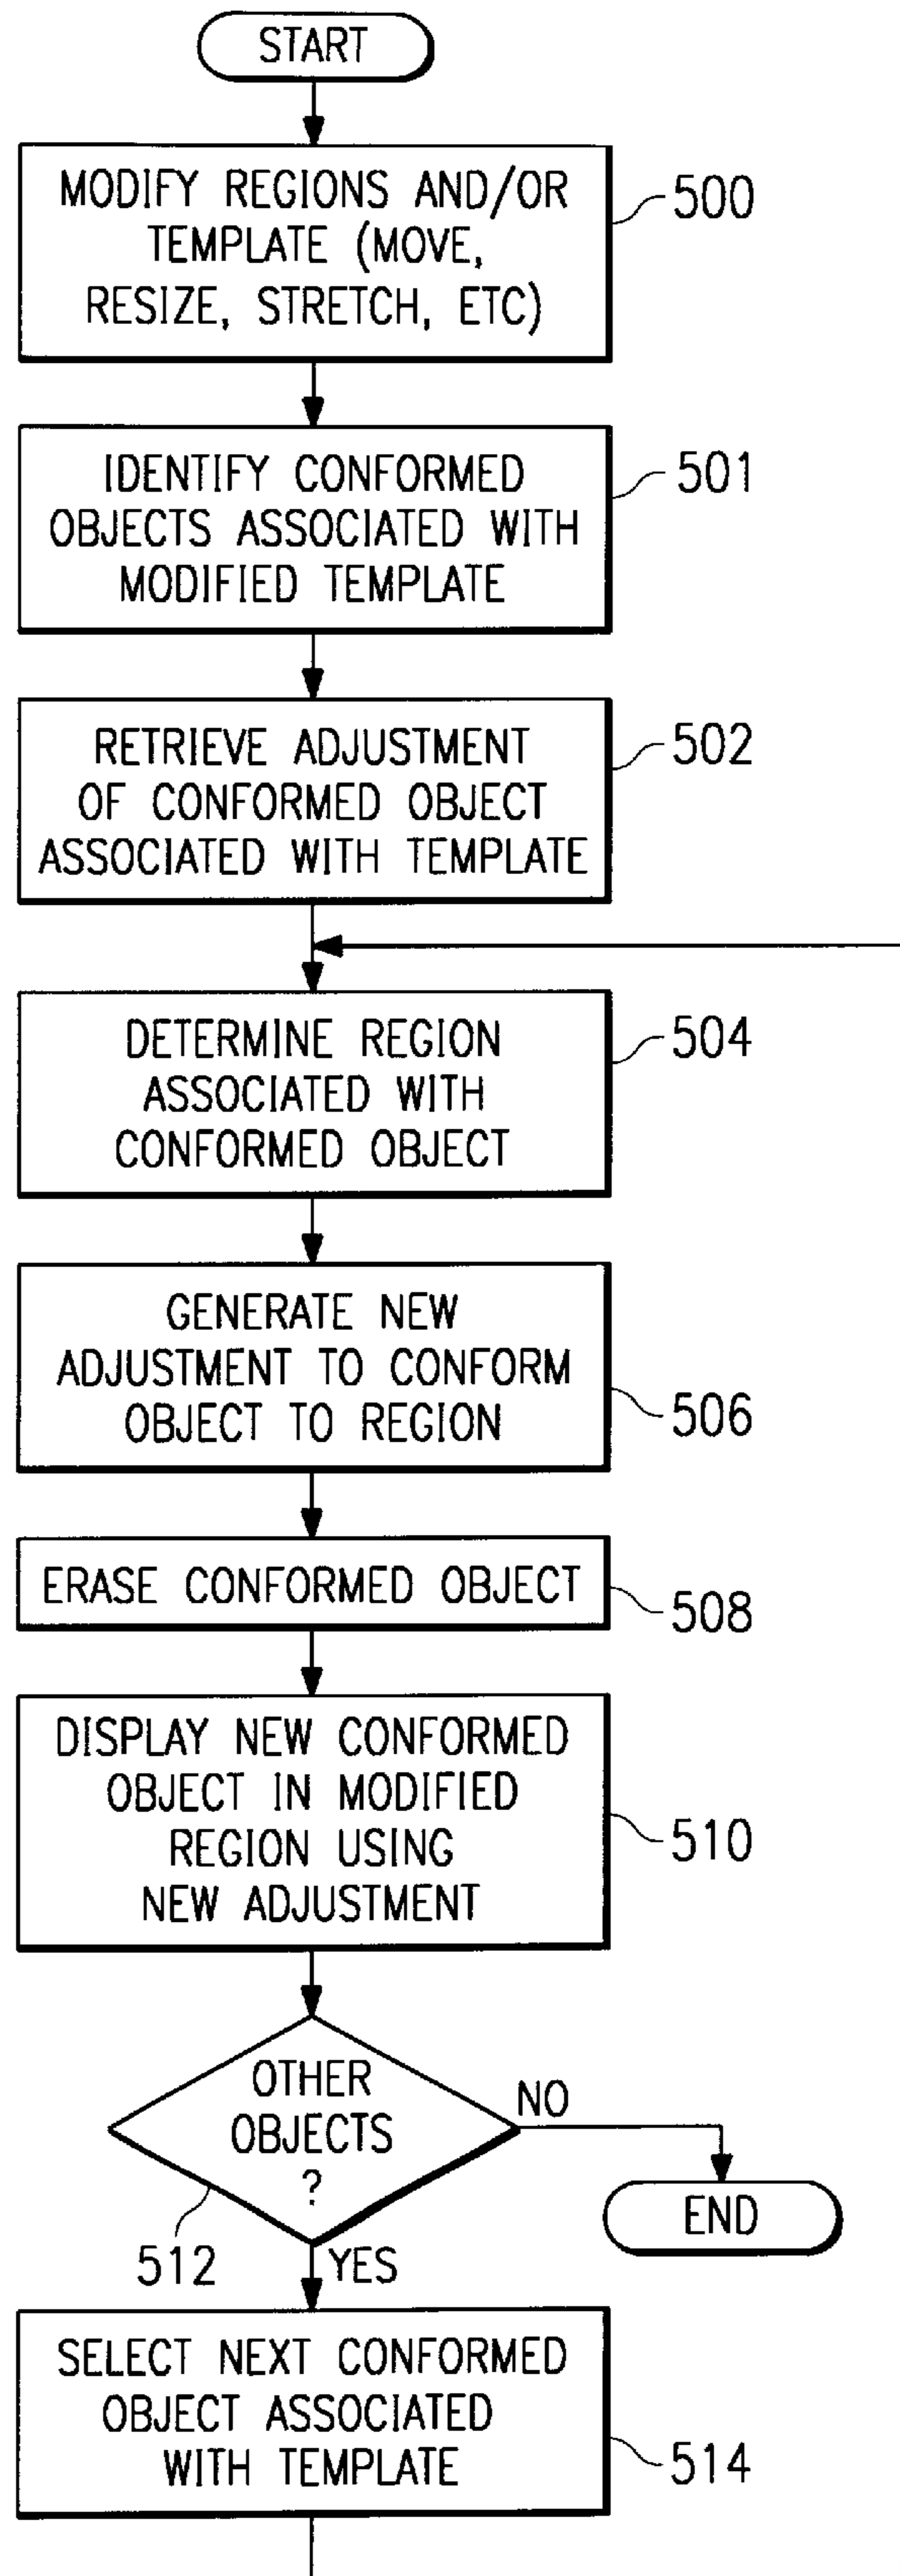 START
MODIFY REGIONS AND/OR
TEMPLATE (MOVE,
RESIZE, STRETCH, ETC)
500
IDENTIFY CONFORMED
OBJECTS ASSOCIATED WITH
MODIFIED TEMPLATE
501
RETRIEVE ADJUSTMENT
OF CONFORMED OBJECT
ASSOCIATED WITH TEMPLATE
502
DETERMINE REGION
ASSOCIATED WITH
CONFORMED OBJECT
504
GENERATE NEW
ADJUSTMENT TO CONFORM
OBJECT TO REGION
506
ERASE CONFORMED OBJECT
508
DISPLAY NEW CONFORMED
OBJECT IN MODIFIED
REGION USING
NEW ADJUSTMENT
510
OTHER
OBJECTS
?
NO
END
512
YES
SELECT NEXT CONFORMED
OBJECT ASSOCIATED
WITH TEMPLATE
514